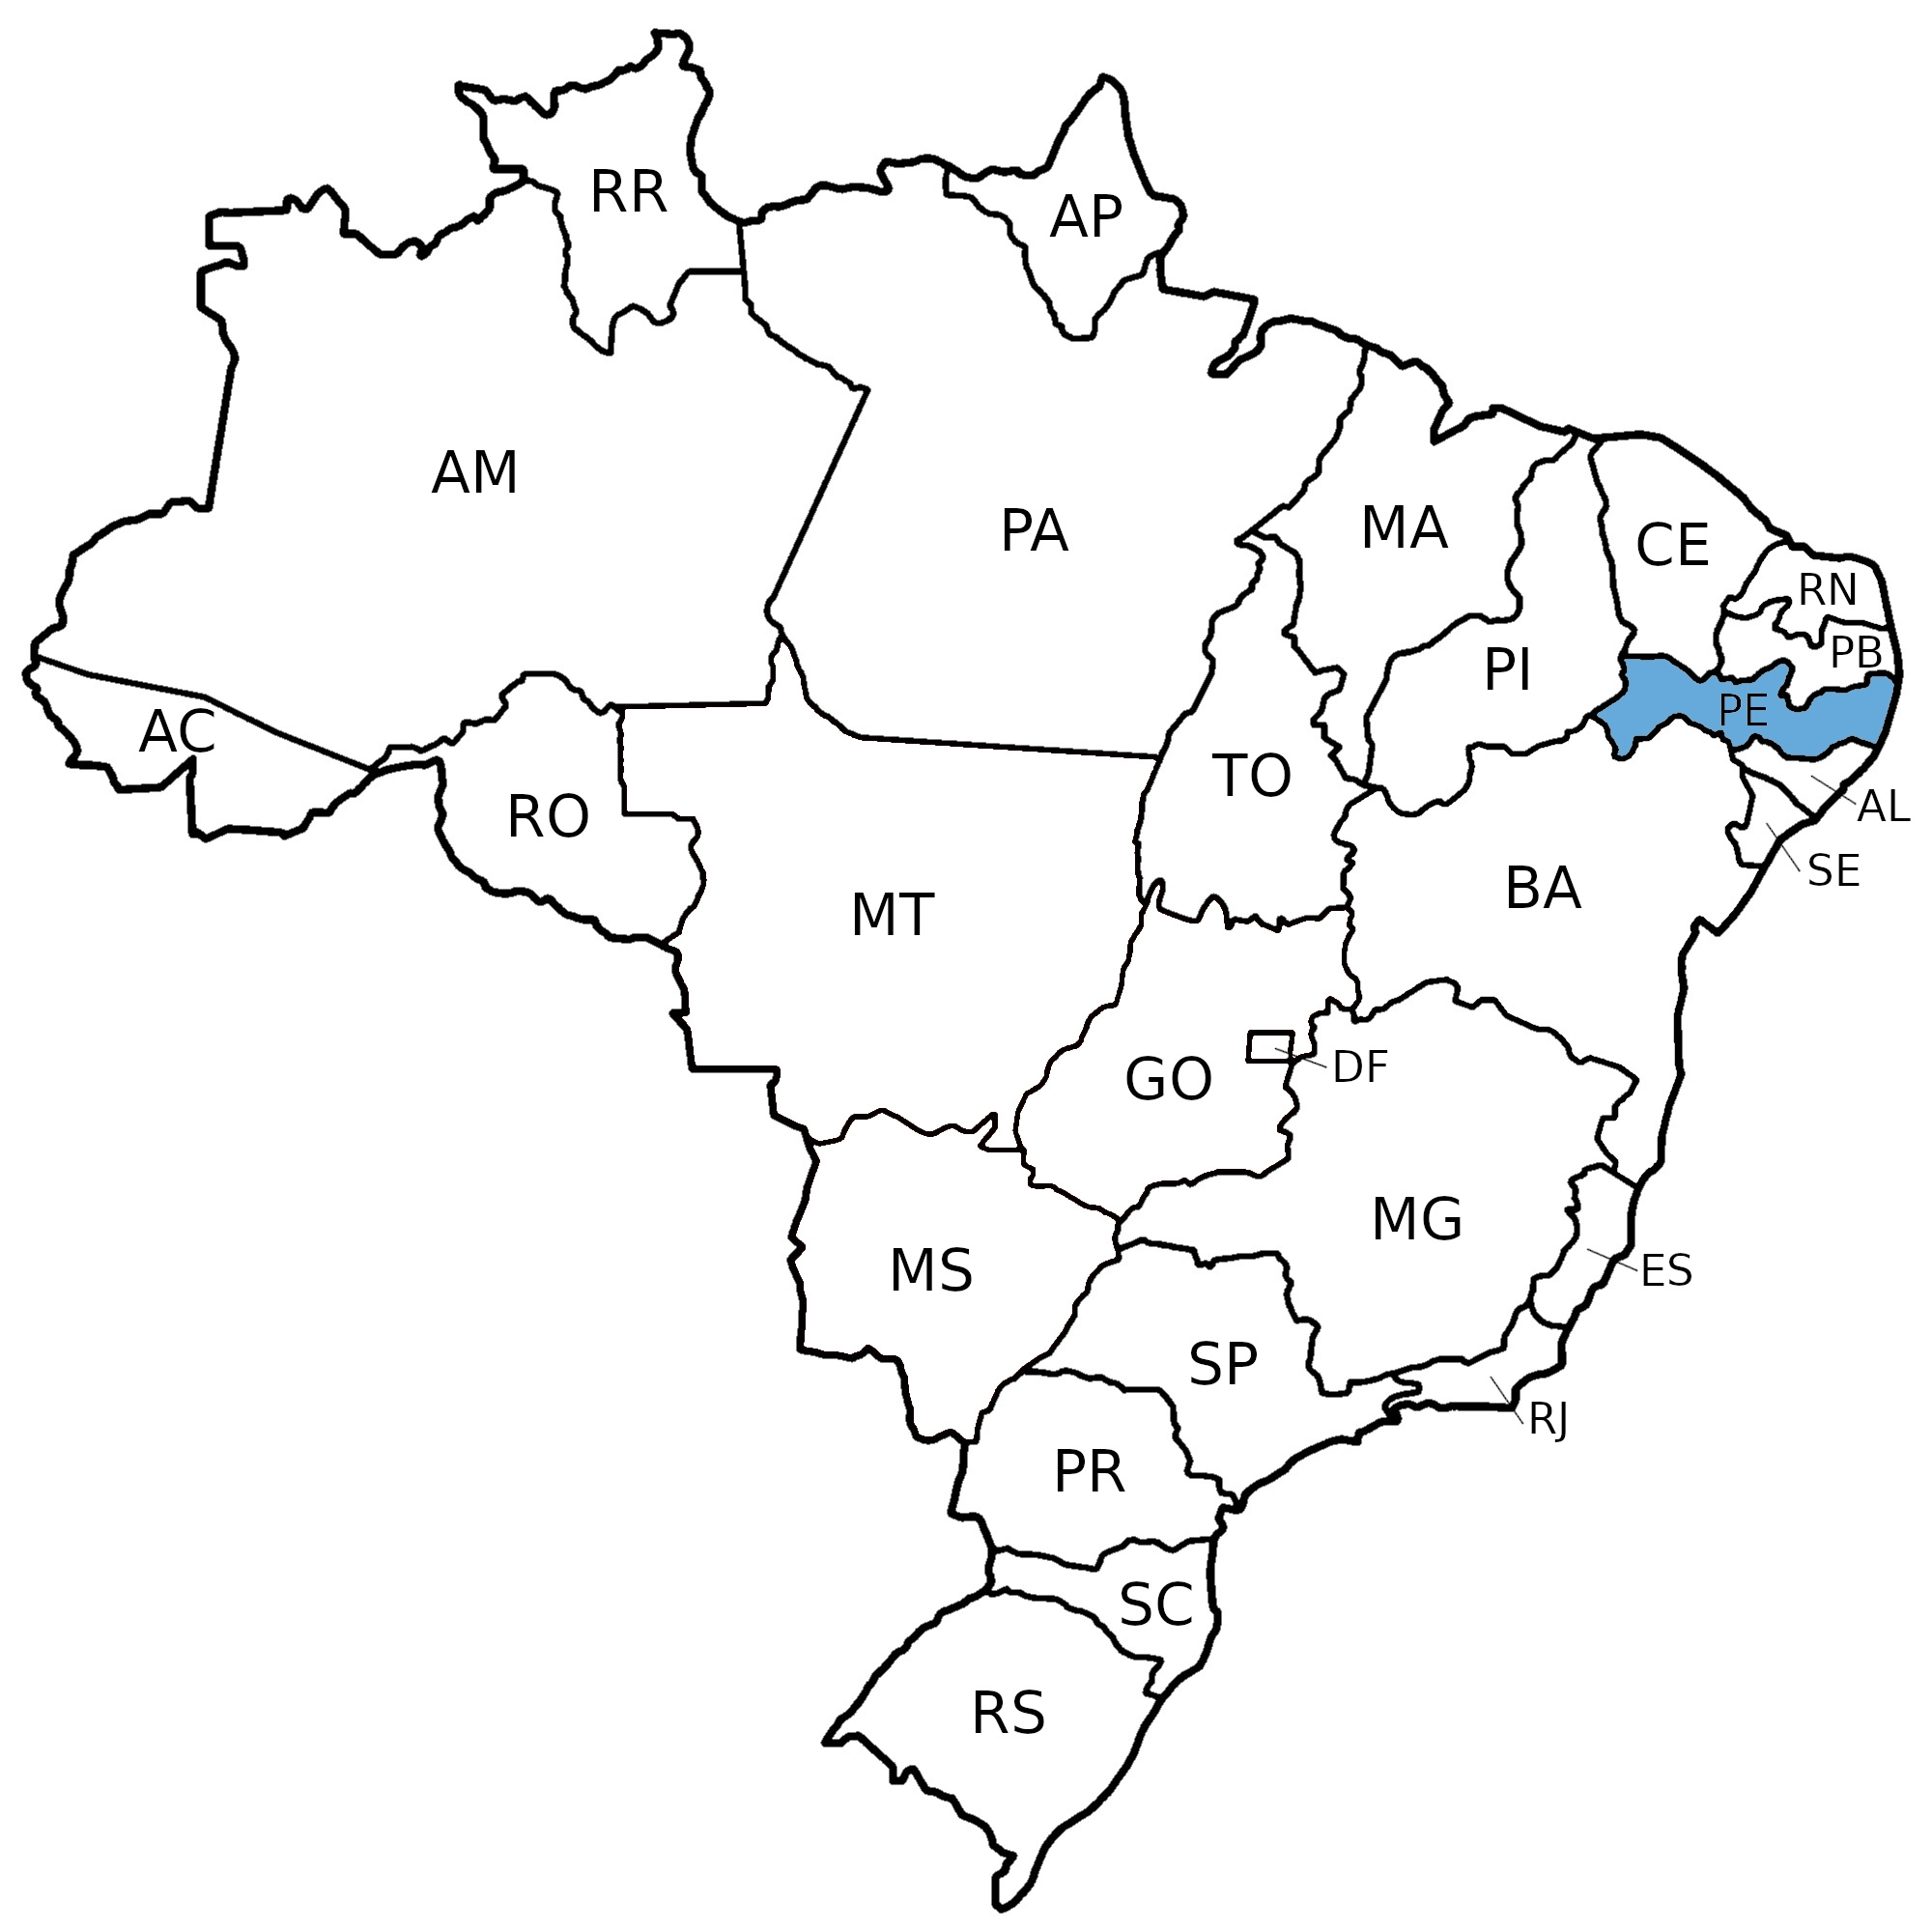 RR
AP
AM
PA
MA
CE
RN
PB
PI
PE
AC
TO
AL
RO
SE
BA
MT
DF
GO
MG
MS
ES
SP
RJ
PR
SC
RS